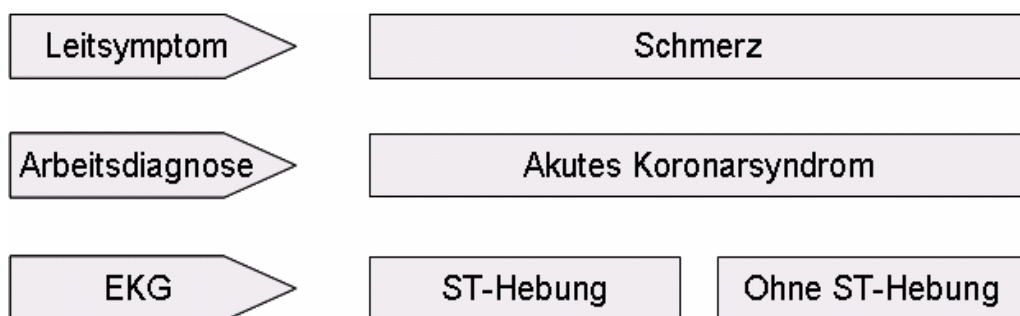 Leitsymptom Schmerz
Arbeitsdiagnose Akutes Koronarsyndrom
EKG ST-Hebung Ohne ST-Hebung